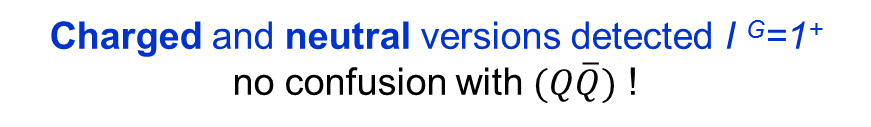 Charged and neutral versions detected I ᴳ=1⁺
no confusion with (QQ̄) !